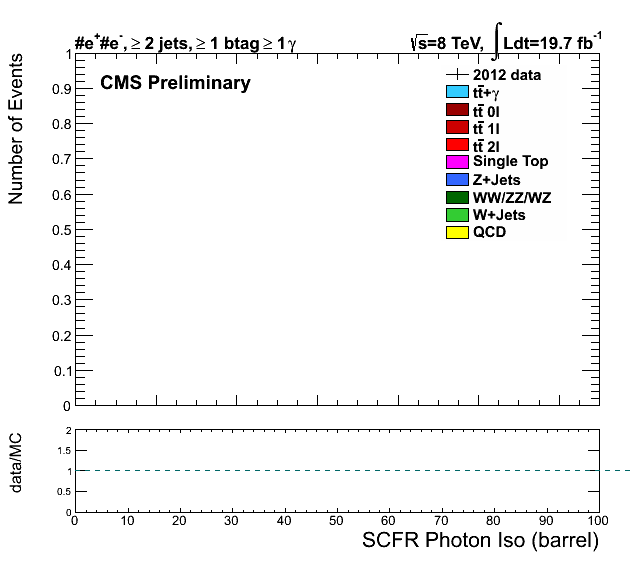 #e⁺#e⁻, ≥ 2 jets, ≥ 1 btag ≥ 1 γ
√s=8 TeV, ∫Ldt=19.7 fb⁻¹
CMS Preliminary
2012 data
tt̄+γ
tt̄ 0l
tt̄ 1l
tt̄ 2l
Single Top
Z+Jets
WW/ZZ/WZ
W+Jets
QCD
Number of Events
1
0.9
0.8
0.7
0.6
0.5
0.4
0.3
0.2
0.1
0
data/MC
2
1.5
1
0.5
0
0 10 20 30 40 50 60 70 80 90 100
SCFR Photon Iso (barrel)